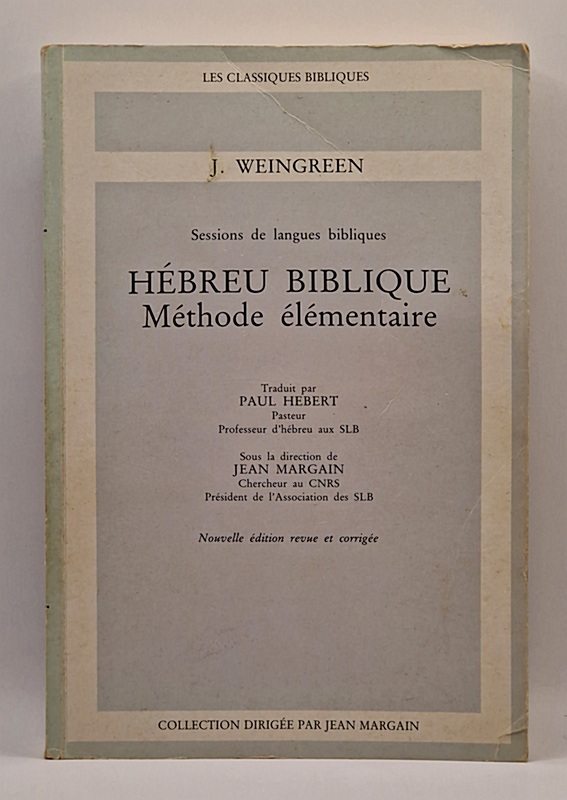 LES CLASSIQUES BIBLIQUES
J. WEINGREEN
Sessions de langues bibliques
HÉBREU BIBLIQUE
Méthode élémentaire
Traduit par
PAUL HEBERT
Pasteur
Professeur d'hébreu aux SLB
Sous la direction de
JEAN MARGAIN
Chercheur au CNRS
Président de l'Association des SLB
Nouvelle édition revue et corrigée
COLLECTION DIRIGÉE PAR JEAN MARGAIN